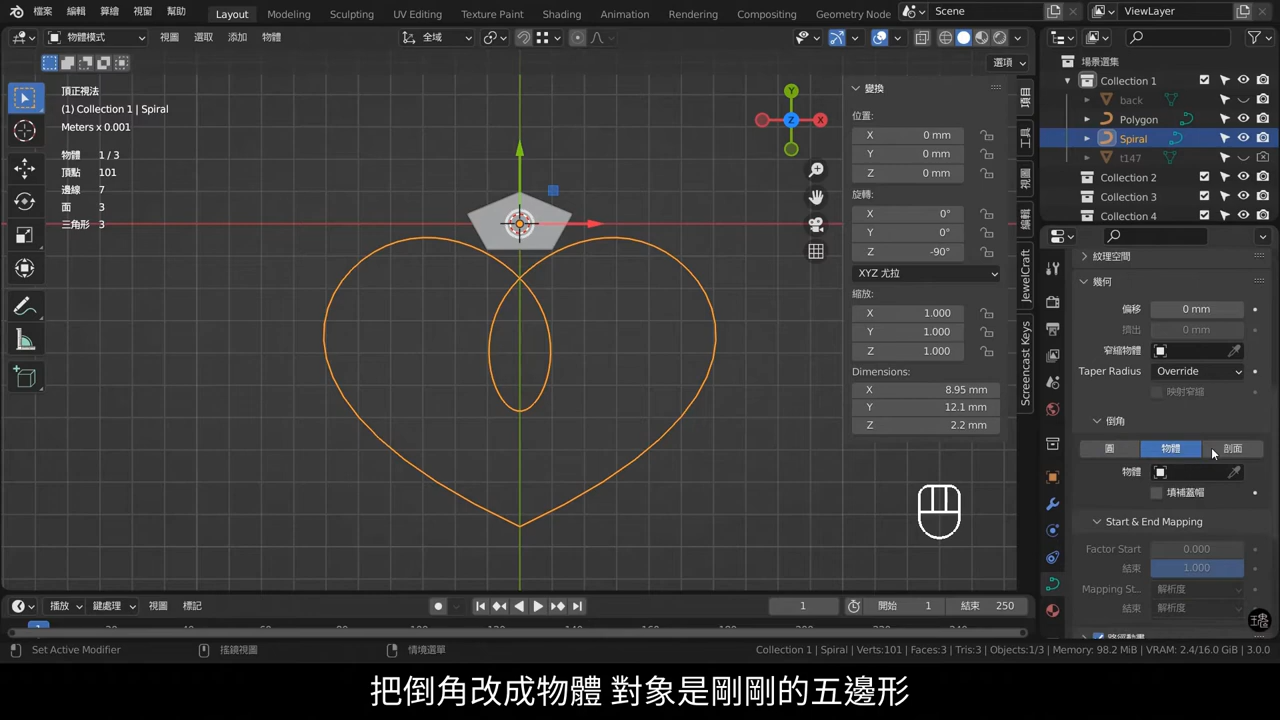 檔案 編輯 算繪 視窗 幫助
Layout Modeling Sculpting UV Editing Texture Paint Shading Animation Rendering Compositing Geometry Node
Scene
ViewLayer
物體模式 視圖 選取 添加 物體
全域
選項
頂正視法
(1) Collection 1 | Spiral
Meters x 0.001
物體 1 / 3
頂點 101
邊線 7
面 3
三角形 3
Y
Z
X
變換
位置:
X 0 mm
Y 0 mm
Z 0 mm
旋轉:
X 0°
Y 0°
Z -90°
XYZ 尤拉
縮放:
X 1.000
Y 1.000
Z 1.000
Dimensions:
X 8.95 mm
Y 12.1 mm
Z 2.2 mm
項目
工具
視圖
編輯
JewelCraft
Screencast Keys
場景選集
Collection 1
back
Polygon
Spiral
t147
Collection 2
Collection 3
Collection 4
紋理空間
幾何
偏移 0 mm
擠出 0 mm
窄縮物體
Taper Radius Override
映射窄縮
倒角
圓 物體 剖面
物體
填補蓋帽
Start & End Mapping
Factor Start 0.000
結束 1.000
Mapping St.. 解析度
結束 解析度
路徑動畫
播放 鍵處理 視圖 標記
1
開始 1
結束 250
1
Set Active Modifier
搖鏡視圖
情境選單
Collection 1 | Spiral | Verts:101 | Faces:3 | Tris:3 | Objects:1/3 | Memory: 98.2 MiB | VRAM: 2.4/16.0 GiB | 3.0.0
把倒角改成物體 對象是剛剛的五邊形